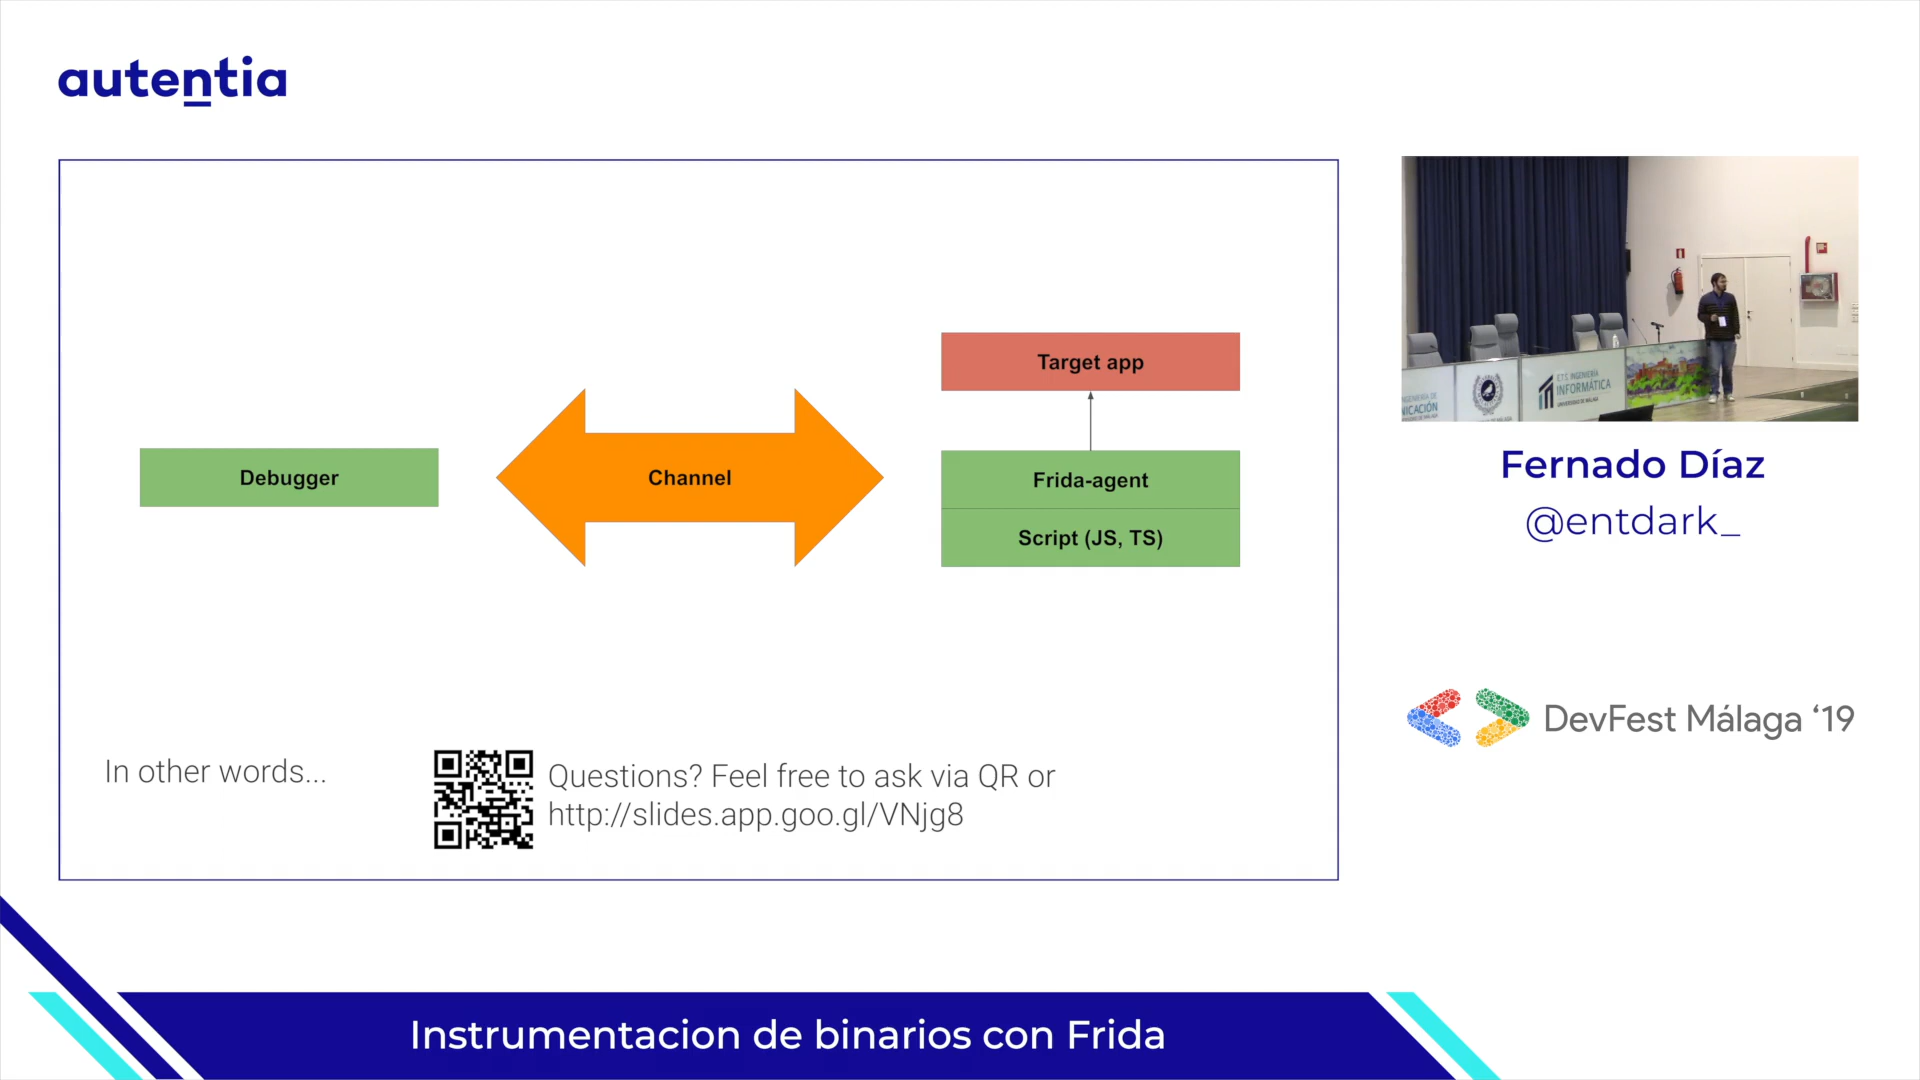 autentia
Target app
Debugger
Channel
Frida-agent
Script (JS, TS)
In other words...
Questions? Feel free to ask via QR or
http://slides.app.goo.gl/VNjg8
INFORMÁTICA
Fernado Díaz
@entdark_
DevFest Málaga ‘19
Instrumentacion de binarios con Frida